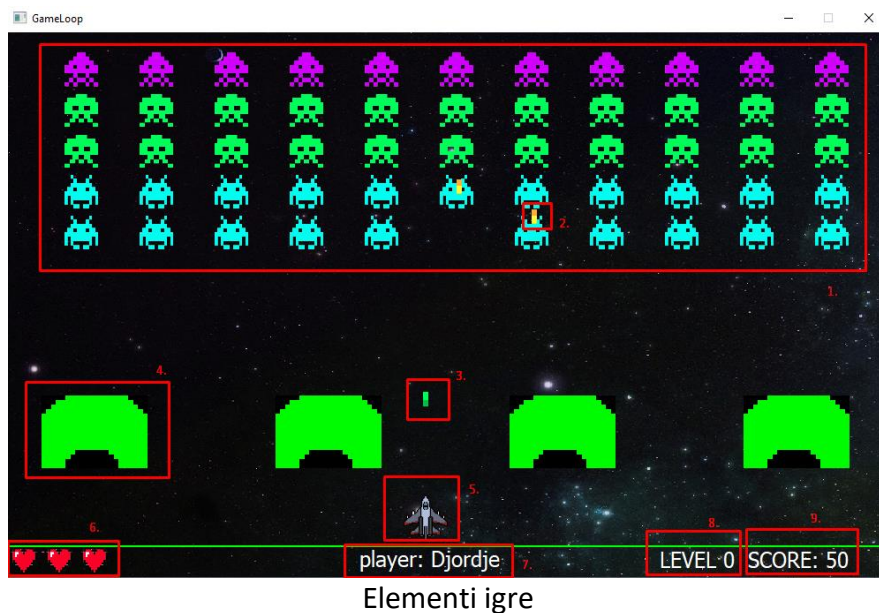 GameLoop
2.
1.
4.
3.
5.
6.
8.
9.
player: Djordje
7.
LEVEL 0
SCORE: 50
Elementi igre